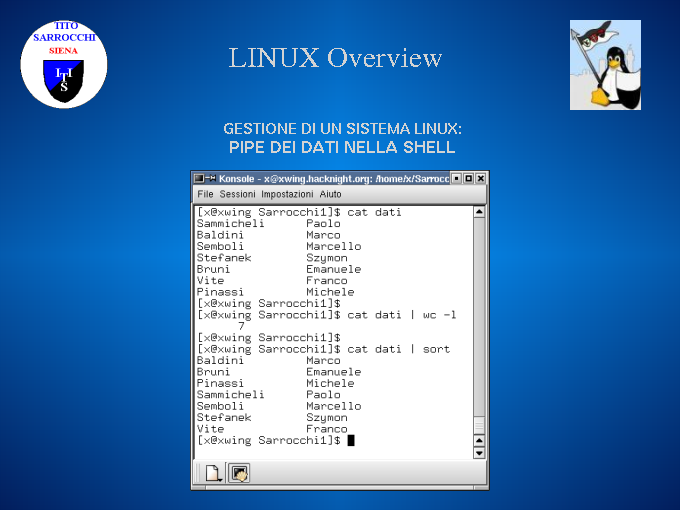 TITO
SARROCCHI
SIENA
I T I
S
LINUX Overview
GESTIONE DI UN SISTEMA LINUX:
PIPE DEI DATI NELLA SHELL
Konsole - x@xwing.hacknight.org: /home/x/Sarrocc
File Sessioni Impostazioni Aiuto
[x@xwing Sarrocchi1]$ cat dati
Sammicheli Paolo
Baldini Marco
Semboli Marcello
Stefanek Szymon
Bruni Emanuele
Vite Franco
Pinassi Michele
[x@xwing Sarrocchi1]$
[x@xwing Sarrocchi1]$ cat dati | wc -l
7
[x@xwing Sarrocchi1]$
[x@xwing Sarrocchi1]$ cat dati | sort
Baldini Marco
Bruni Emanuele
Pinassi Michele
Sammicheli Paolo
Semboli Marcello
Stefanek Szymon
Vite Franco
[x@xwing Sarrocchi1]$